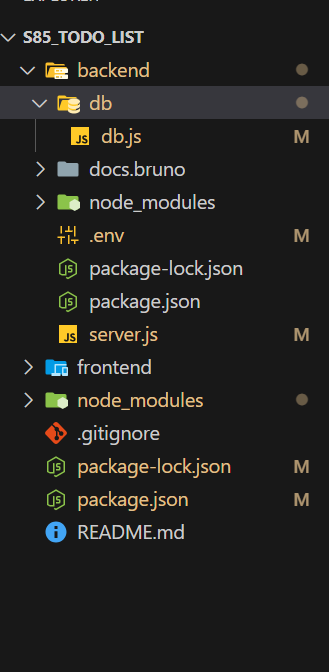 S85_TODO_LIST
backend
db
JS db.js M
docs.bruno
node_modules
.env M
JS package-lock.json
JS package.json
JS server.js M
frontend
node_modules
.gitignore
JS package-lock.json M
JS package.json M
README.md